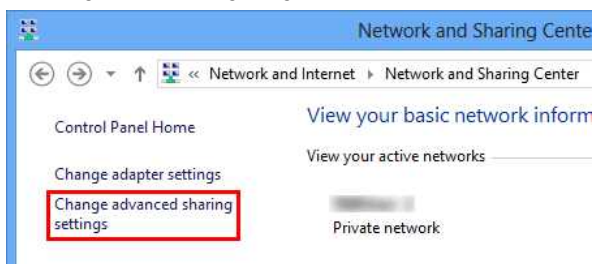 Network and Sharing Cente
« Network and Internet Network and Sharing Center
Control Panel Home
View your basic network inform
Change adapter settings
View your active networks
Change advanced sharing
settings
Private network